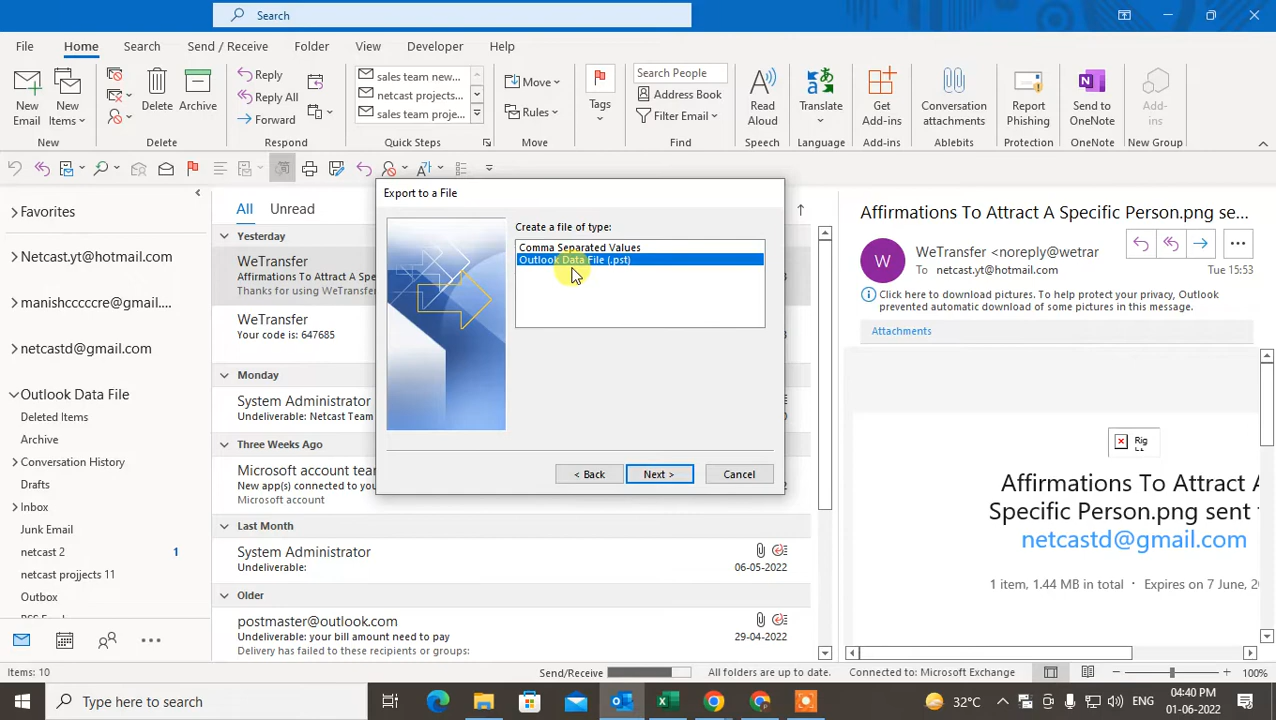 Search
File
Home
Search
Send / Receive
Folder
View
Developer
Help
New Email
New Items
Delete
Archive
Reply
Reply All
Forward
sales team new...
netcast projects...
sales team proje...
Move
Rules
Tags
Search People
Address Book
Filter Email
Read Aloud
Translate
Get Add-ins
Conversation attachments
Report Phishing
Send to OneNote
Add-ins
New
Delete
Respond
Quick Steps
Move
Find
Speech
Language
Add-ins
Ablebits
Protection
OneNote
New Group
Favorites
Netcast.yt@hotmail.com
manishcccccre@gmail....
netcastd@gmail.com
Outlook Data File
Deleted Items
Archive
Conversation History
Drafts
Inbox
Junk Email
netcast 2 1
netcast projjects 11
Outbox
All Unread
Yesterday
WeTransfer
Affirmations To Attract A Specific
Thanks for using WeTransfer
WeTransfer
Your code is: 647685
Monday
System Administrator
Undeliverable: Netcast Team
Three Weeks Ago
Microsoft account tea
New app(s) connected to you
Microsoft account
Last Month
System Administrator
Undeliverable: 06-05-2022
Older
postmaster@outlook.com
Undeliverable: your bill amount need to pay 29-04-2022
Delivery has failed to these recipients or groups:
Export to a File
Create a file of type:
Comma Separated Values
Outlook Data File (.pst)
< Back
Next >
Cancel
Affirmations To Attract A Specific Person.png se...
W
WeTransfer <noreply@wetrar
To netcast.yt@hotmail.com
Tue 15:53
Click here to download pictures. To help protect your privacy, Outlook
prevented automatic download of some pictures in this message.
Attachments
Rig
Affirmations To Attract A
Specific Person.png sent
netcastd@gmail.com
1 item, 1.44 MB in total · Expires on 7 June, 20
Items: 10
Send/Receive
All folders are up to date.
Connected to: Microsoft Exchange
100%
Type here to search
32°C
ENG
04:40 PM
01-06-2022